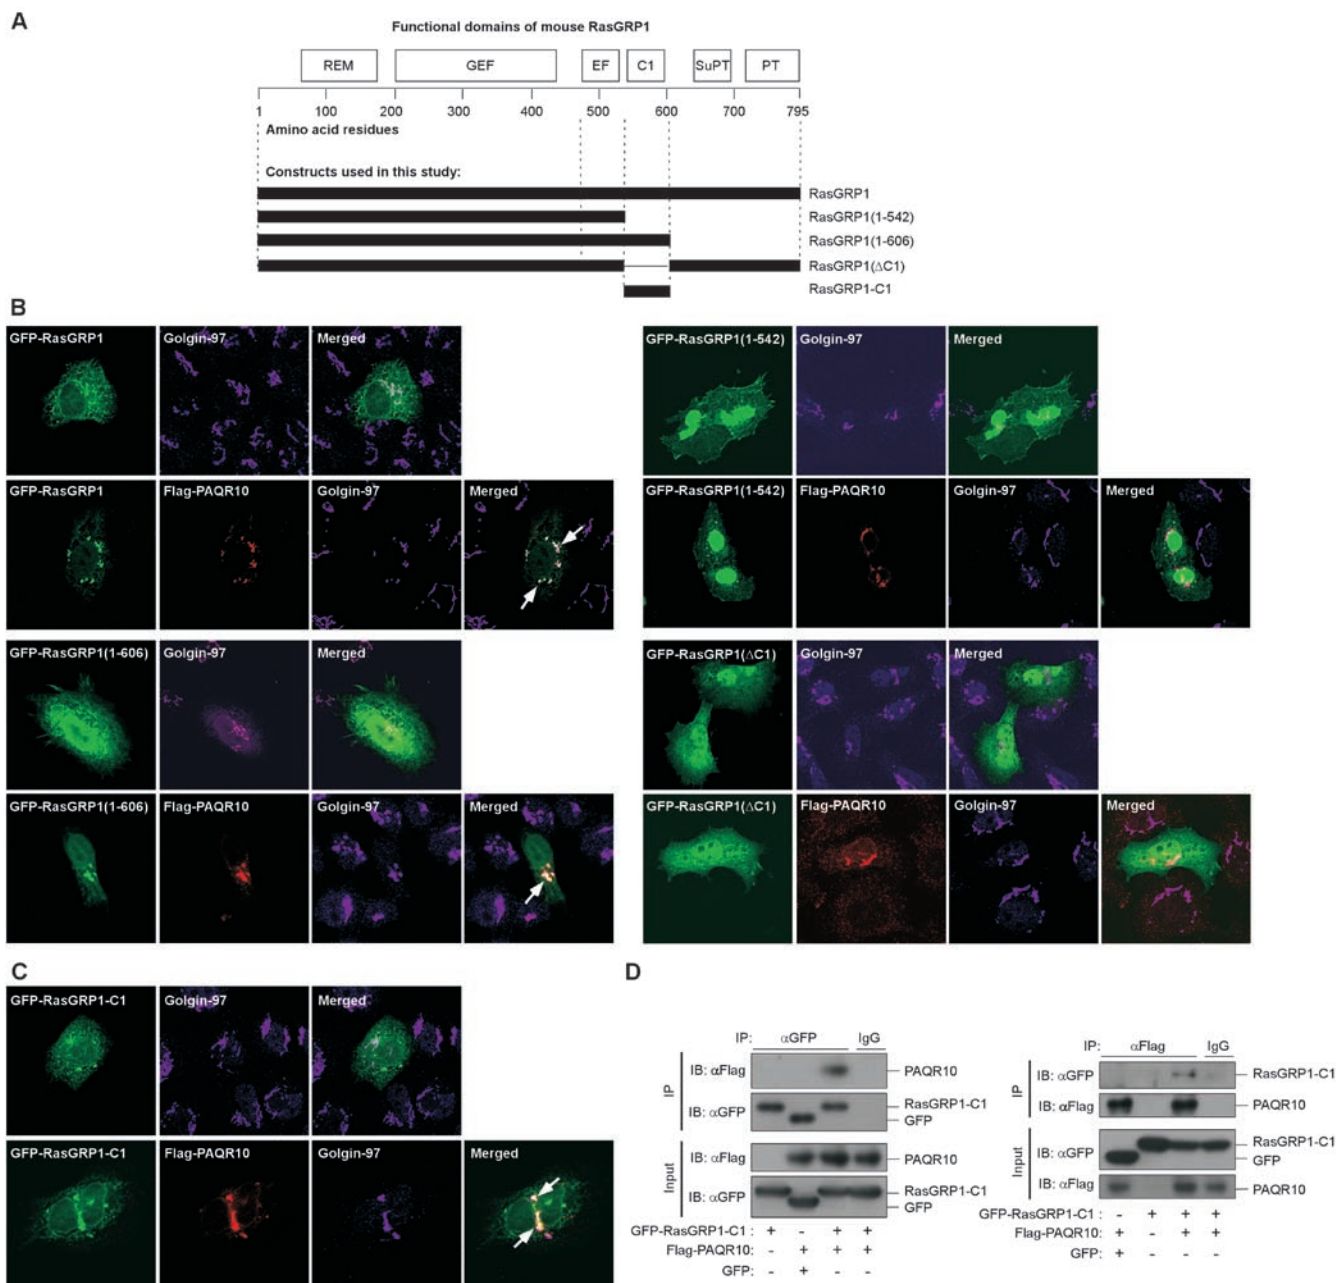 A
Functional domains of mouse RasGRP1
REM GEF EF C1 SuPT PT
1 100 200 300 400 500 600 700 795
Amino acid residues
Constructs used in this study:
RasGRP1
RasGRP1(1-542)
RasGRP1(1-606)
RasGRP1(ΔC1)
RasGRP1-C1
B
GFP-RasGRP1 Golgin-97 Merged
GFP-RasGRP1(1-542) Golgin-97 Merged
GFP-RasGRP1 Flag-PAQR10 Golgin-97 Merged
GFP-RasGRP1(1-542) Flag-PAQR10 Golgin-97 Merged
GFP-RasGRP1(1-606) Golgin-97 Merged
GFP-RasGRP1(ΔC1) Golgin-97 Merged
GFP-RasGRP1(1-606) Flag-PAQR10 Golgin-97 Merged
GFP-RasGRP1(ΔC1) Flag-PAQR10 Golgin-97 Merged
C
GFP-RasGRP1-C1 Golgin-97 Merged
GFP-RasGRP1-C1 Flag-PAQR10 Golgin-97 Merged
D
IP: αGFP IgG
IP
IB: αFlag PAQR10
IB: αGFP RasGRP1-C1
GFP
Input
IB: αFlag PAQR10
IB: αGFP RasGRP1-C1
GFP
GFP-RasGRP1-C1 : + - + +
Flag-PAQR10: - + + +
GFP: - + - -
IP: αFlag IgG
IP
IB: αGFP RasGRP1-C1
IB: αFlag PAQR10
Input
IB: αGFP RasGRP1-C1
GFP
IB: αFlag PAQR10
GFP-RasGRP1-C1 : - + + +
Flag-PAQR10: + - + +
GFP: + - - -